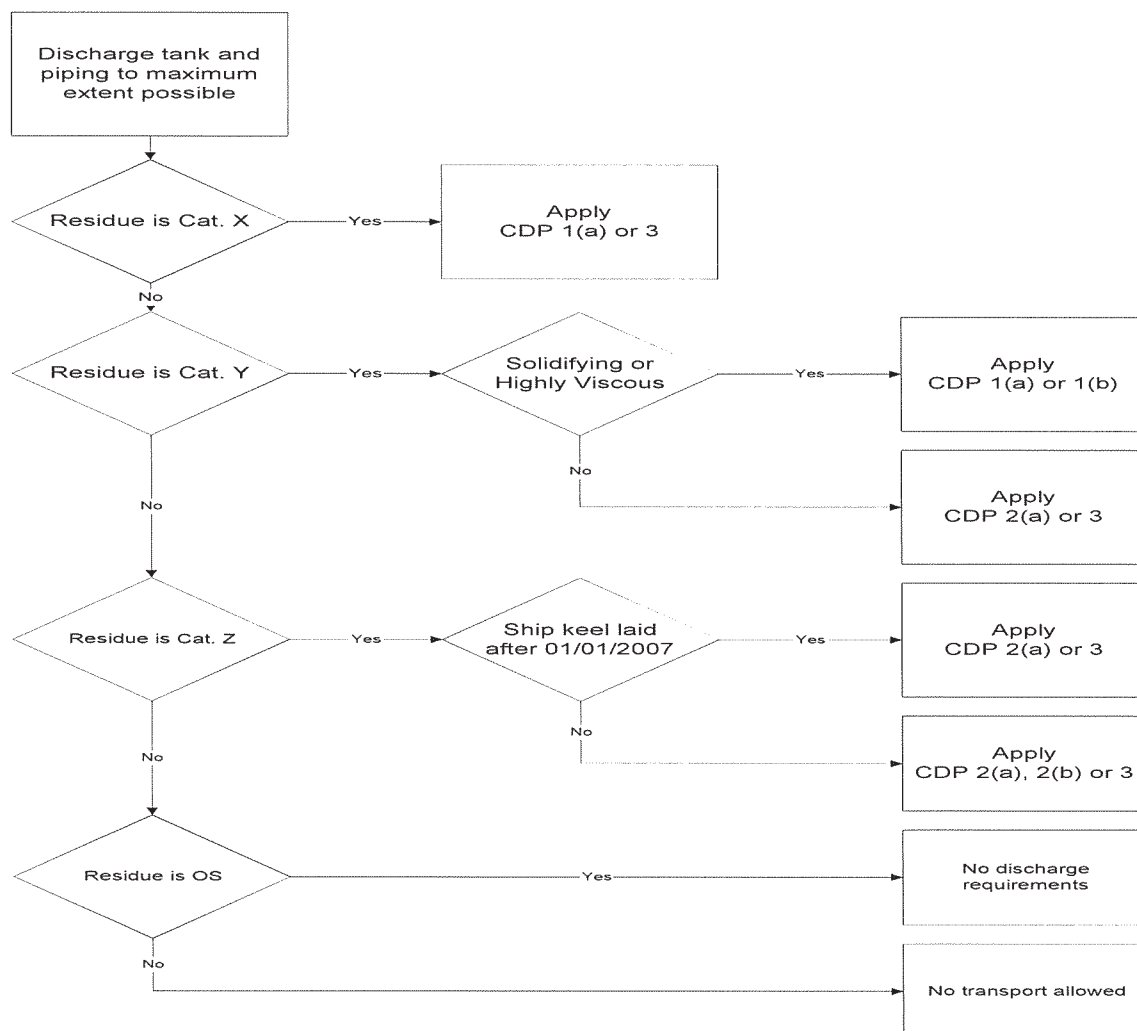 Discharge tank and
piping to maximum
extent possible
Residue is Cat. X
Yes
Apply
CDP 1(a) or 3
No
Residue is Cat. Y
Yes
Solidifying or
Highly Viscous
Yes
Apply
CDP 1(a) or 1(b)
No
Apply
CDP 2(a) or 3
No
Residue is Cat. Z
Yes
Ship keel laid
after 01/01/2007
Yes
Apply
CDP 2(a) or 3
No
Apply
CDP 2(a), 2(b) or 3
No
Residue is OS
Yes
No discharge
requirements
No
No transport allowed